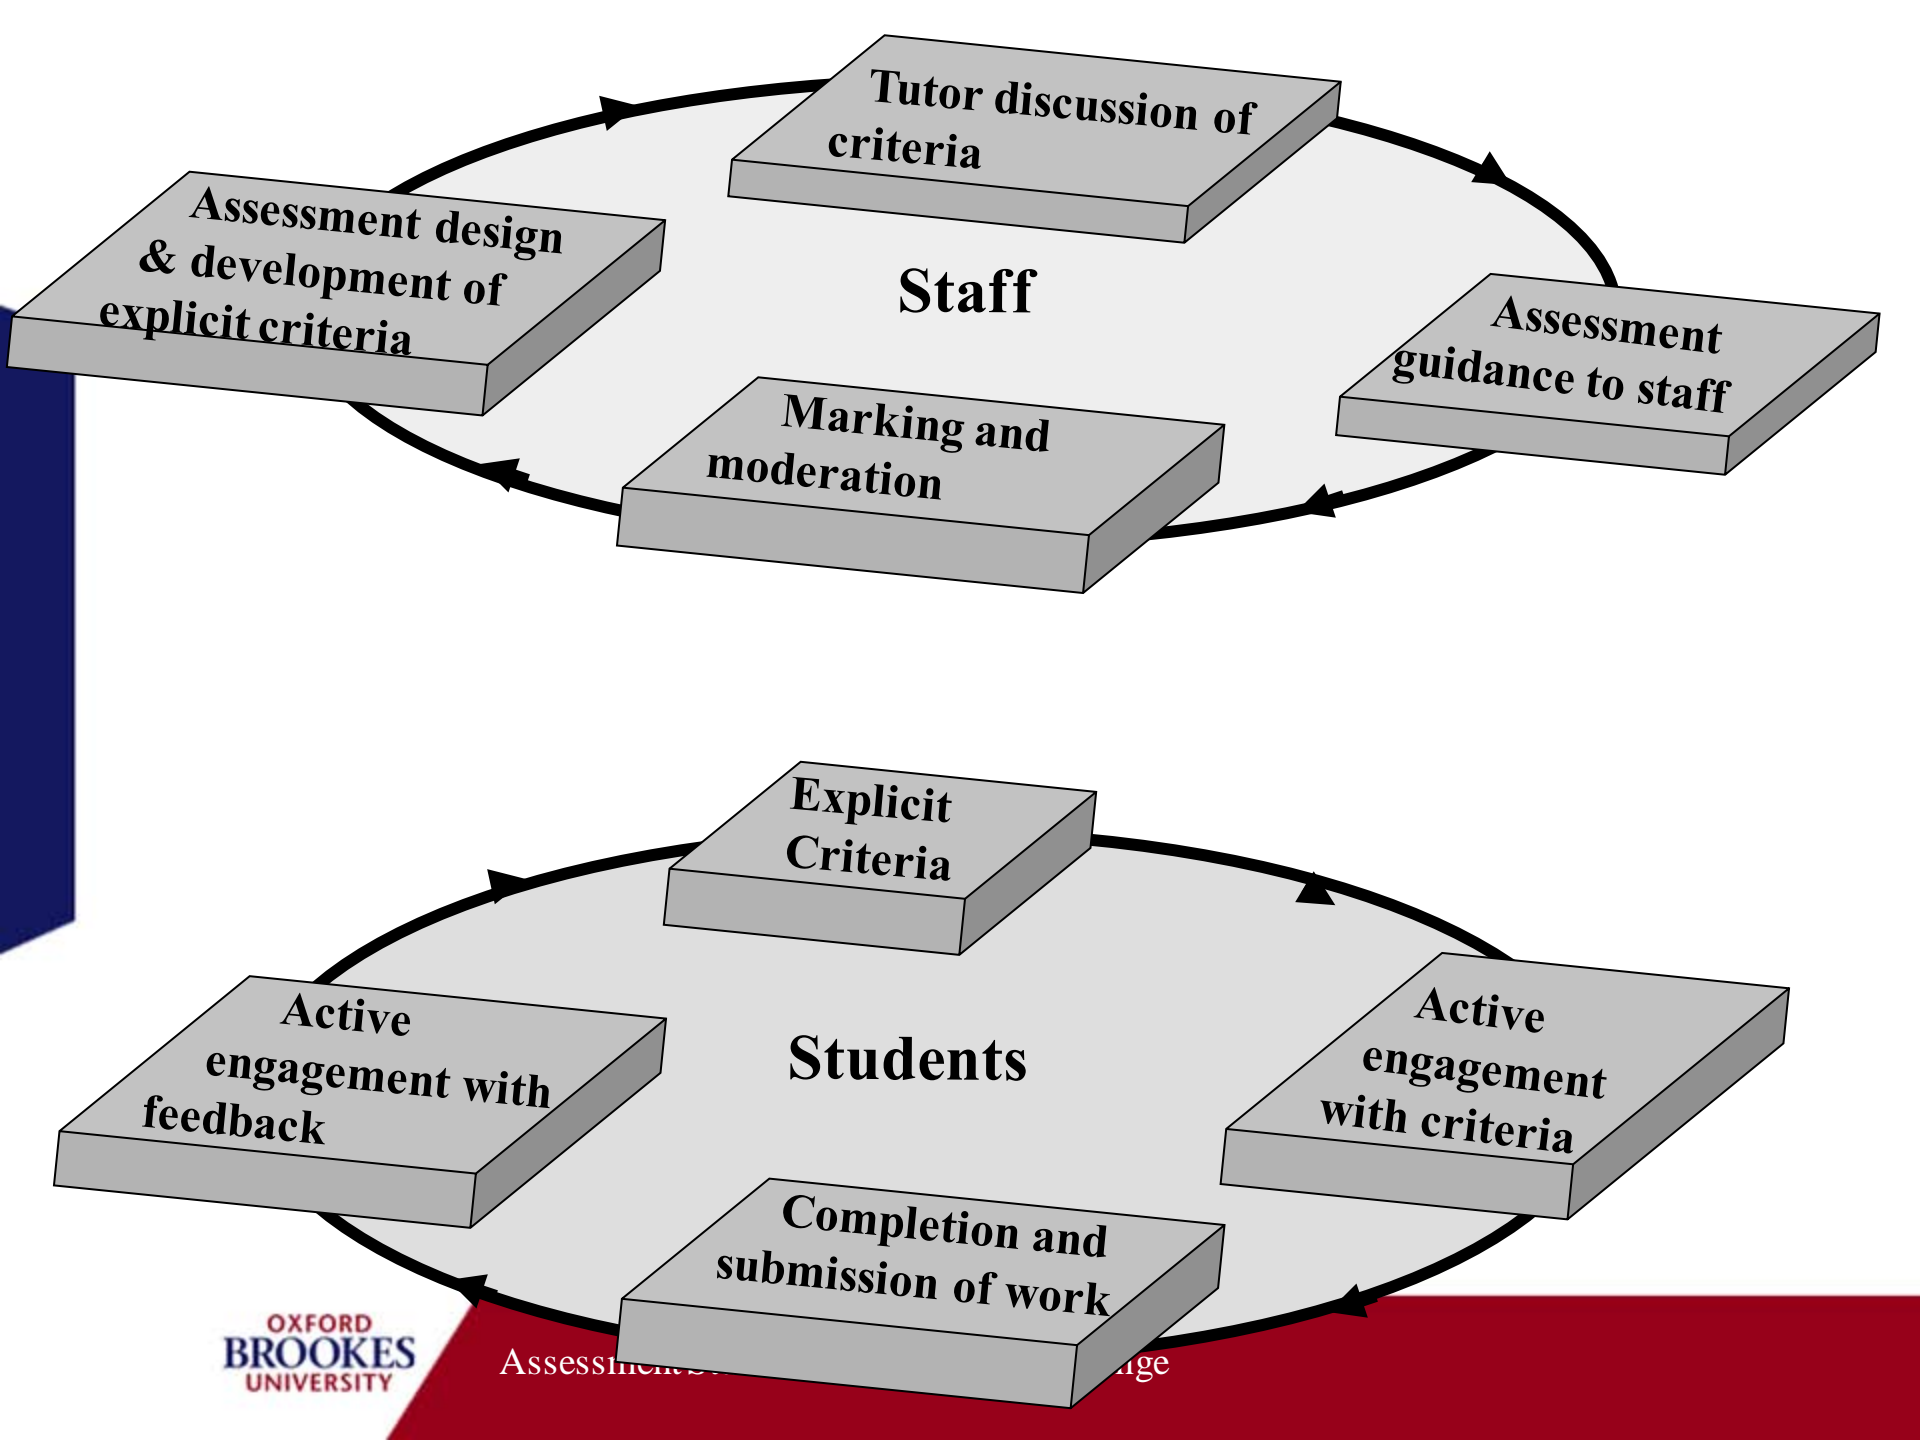 Tutor discussion of
criteria
Assessment design
& development of
explicit criteria
Staff
Assessment
guidance to staff
Marking and
moderation
Explicit
Criteria
Active
engagement with
feedback
Students
Active
engagement
with criteria
Completion and
submission of work
OXFORD
BROOKES
UNIVERSITY